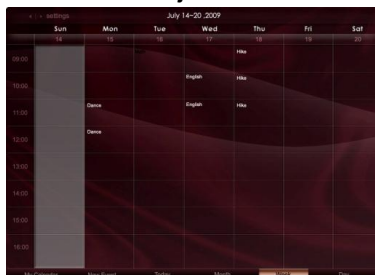 settings July 14-20 ,2009
Sun Mon Tue Wed Thu Fri Sat
14 15 16 17 18 19 20
09:00 Hike
English Hike
10:00
Dance English Hike
11:00
Dance
12:00
13:00
14:00
15:00
16:00
My Calendar New Event Today Month Week Day